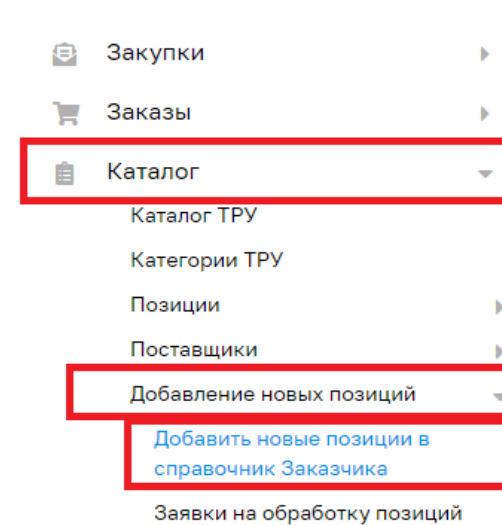 Закупки
Заказы
Каталог
Каталог ТРУ
Категории ТРУ
Позиции
Поставщики
Добавление новых позиций
Добавить новые позиции в
справочник Заказчика
Заявки на обработку позиций